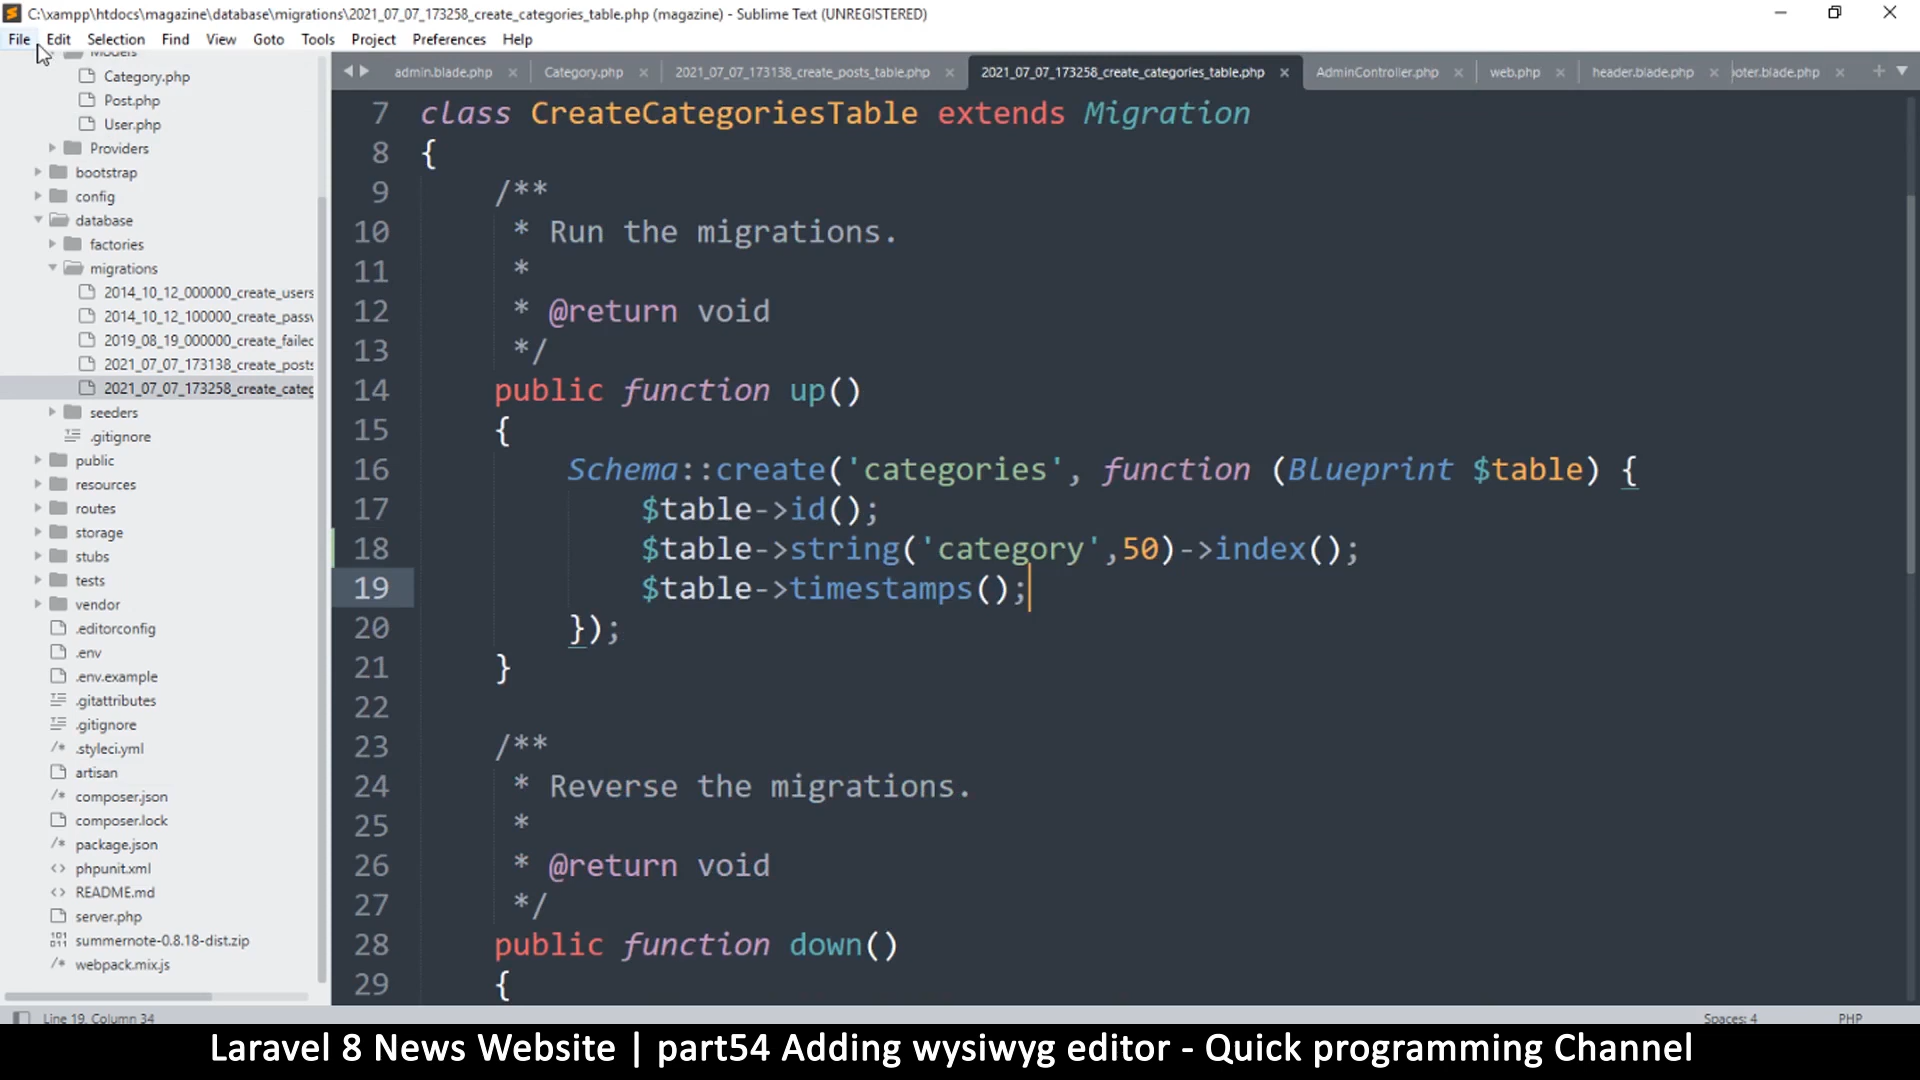 C:\xampp\htdocs\magazine\database\migrations\2021_07_07_173258_create_categories_table.php (magazine) - Sublime Text (UNREGISTERED)
File Edit Selection Find View Goto Tools Project Preferences Help
Models
Category.php
Post.php
User.php
Providers
bootstrap
config
database
factories
migrations
2014_10_12_000000_create_users
2014_10_12_100000_create_passw
2019_08_19_000000_create_failed
2021_07_07_173138_create_posts
2021_07_07_173258_create_categ
seeders
.gitignore
public
resources
routes
storage
stubs
tests
vendor
.editorconfig
.env
.env.example
.gitattributes
.gitignore
/* .styleci.yml
artisan
/* composer.json
composer.lock
/* package.json
<> phpunit.xml
<> README.md
server.php
summernote-0.8.18-dist.zip
/* webpack.mix.js
admin.blade.php Category.php 2021_07_07_173138_create_posts_table.php 2021_07_07_173258_create_categories_table.php AdminController.php web.php header.blade.php oter.blade.php
7 class CreateCategoriesTable extends Migration
8 {
9 /**
10 * Run the migrations.
11 *
12 * @return void
13 */
14 public function up()
15 {
16 Schema::create('categories', function (Blueprint $table) {
17 $table->id();
18 $table->string('category',50)->index();
19 $table->timestamps();
20 });
21 }
22
23 /**
24 * Reverse the migrations.
25 *
26 * @return void
27 */
28 public function down()
29 {
Line 19, Column 34
Spaces: 4 PHP
Laravel 8 News Website | part54 Adding wysiwyg editor - Quick programming Channel